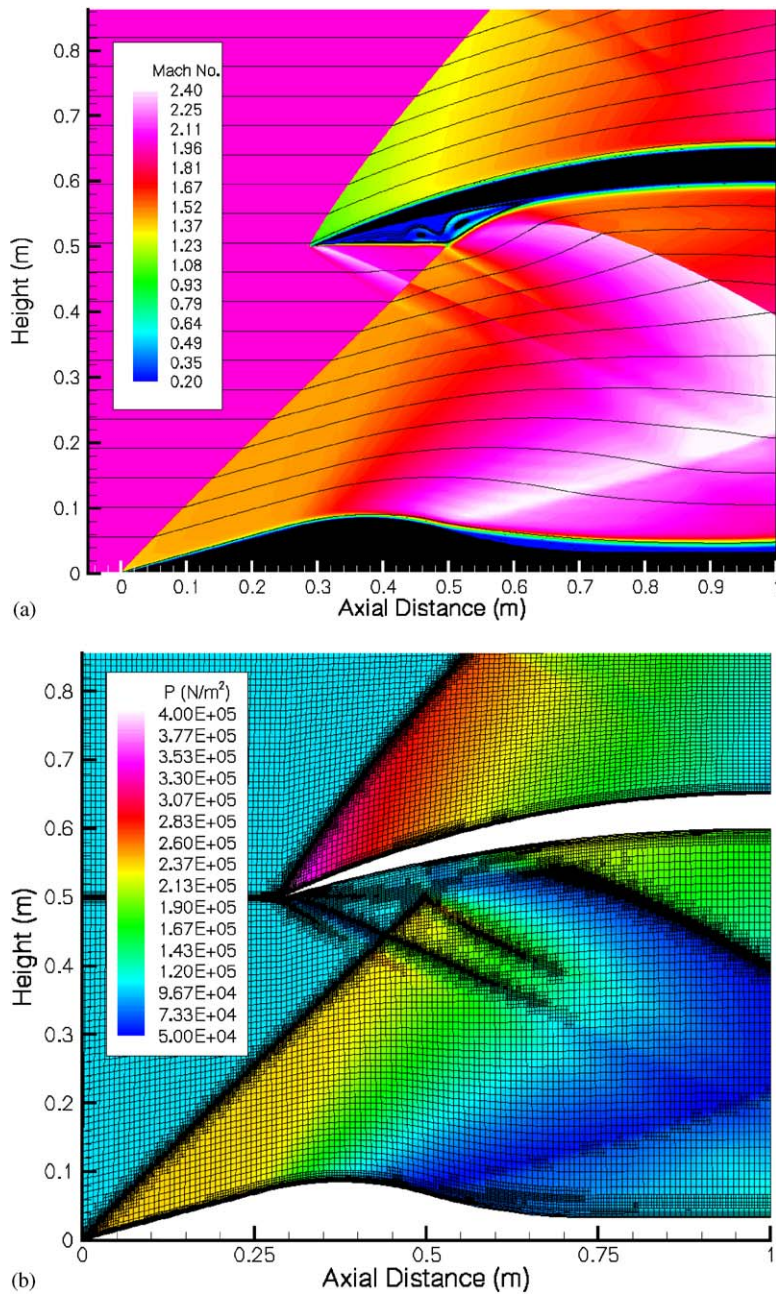 0.8
0.7
0.6
0.5
0.4
0.3
0.2
0.1
0
Height (m)
Mach No.
2.40
2.11
1.96
1.81
1.67
1.52
1.37
1.23
1.08
0.93
0.79
0.64
0.49
0.35
0.20
0 0.1 0.2 0.3 0.4 0.5 0.6 0.7 0.8 0.9 1
Axial Distance (m)
(a)
0.8
0.7
0.6
0.5
0.4
0.3
0.2
0.1
0
Height (m)
P (N/m²)
4.00E+05
3.77E+05
3.53E+05
3.30E+05
3.07E+05
2.83E+05
2.60E+05
2.37E+05
2.13E+05
1.90E+05
1.67E+05
1.43E+05
1.20E+05
9.67E+04
7.33E+04
5.00E+04
0 0.25 0.5 0.75 1
Axial Distance (m)
(b)